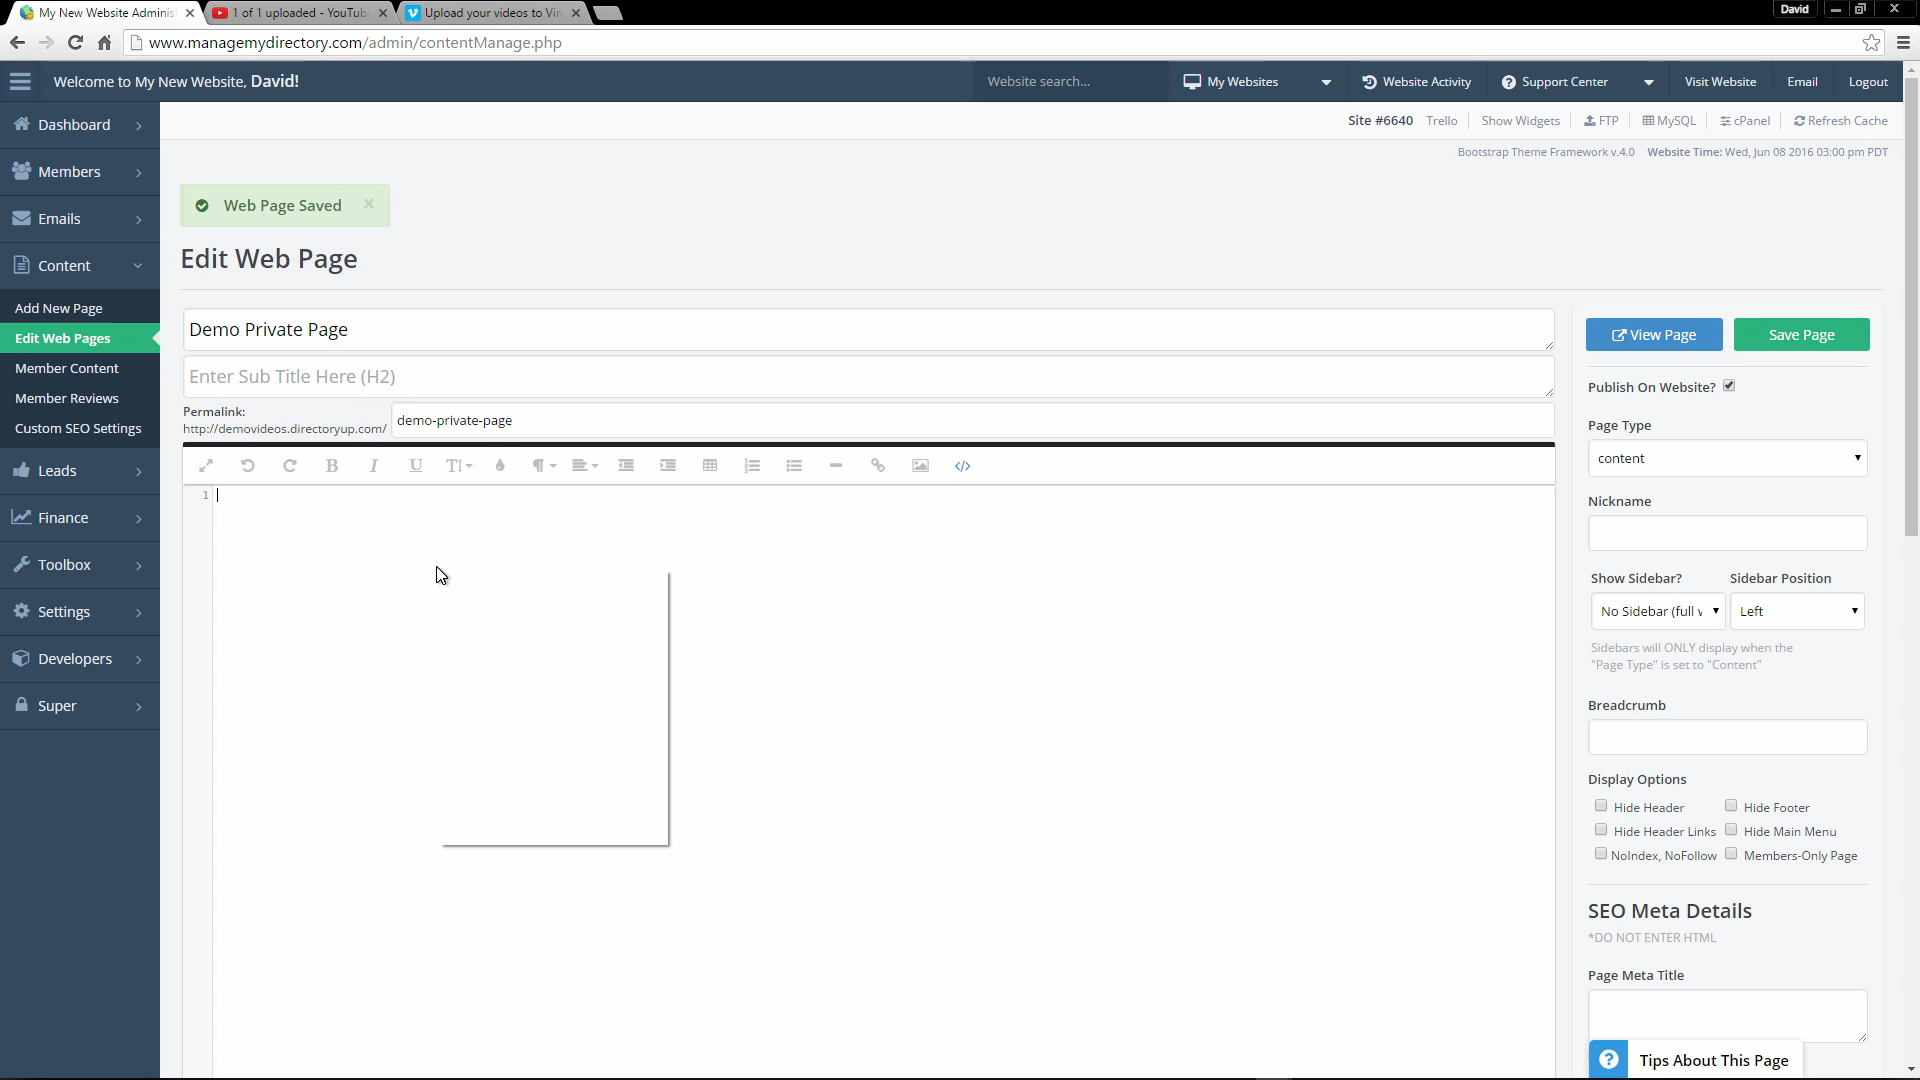 My New Website Adminis
1 of 1 uploaded - YouTube
Upload your videos to Vim
David
www.managemydirectory.com/admin/contentManage.php
Welcome to My New Website, David!
Website search...
My Websites
Website Activity
Support Center
Visit Website
Email
Logout
Site #6640
Trello
Show Widgets
FTP
MySQL
cPanel
Refresh Cache
Bootstrap Theme Framework v.4.0
Website Time: Wed, Jun 08 2016 03:00 pm PDT
Dashboard
Members
Emails
Content
Add New Page
Edit Web Pages
Member Content
Member Reviews
Custom SEO Settings
Leads
Finance
Toolbox
Settings
Developers
Super
Web Page Saved
Edit Web Page
Demo Private Page
Enter Sub Title Here (H2)
Permalink:
http://demovideos.directoryup.com/
demo-private-page
1
View Page
Save Page
Publish On Website?
Page Type
content
Nickname
Show Sidebar?
Sidebar Position
No Sidebar (full v
Left
Sidebars will ONLY display when the
"Page Type" is set to "Content"
Breadcrumb
Display Options
Hide Header
Hide Footer
Hide Header Links
Hide Main Menu
NoIndex, NoFollow
Members-Only Page
SEO Meta Details
*DO NOT ENTER HTML
Page Meta Title
Tips About This Page